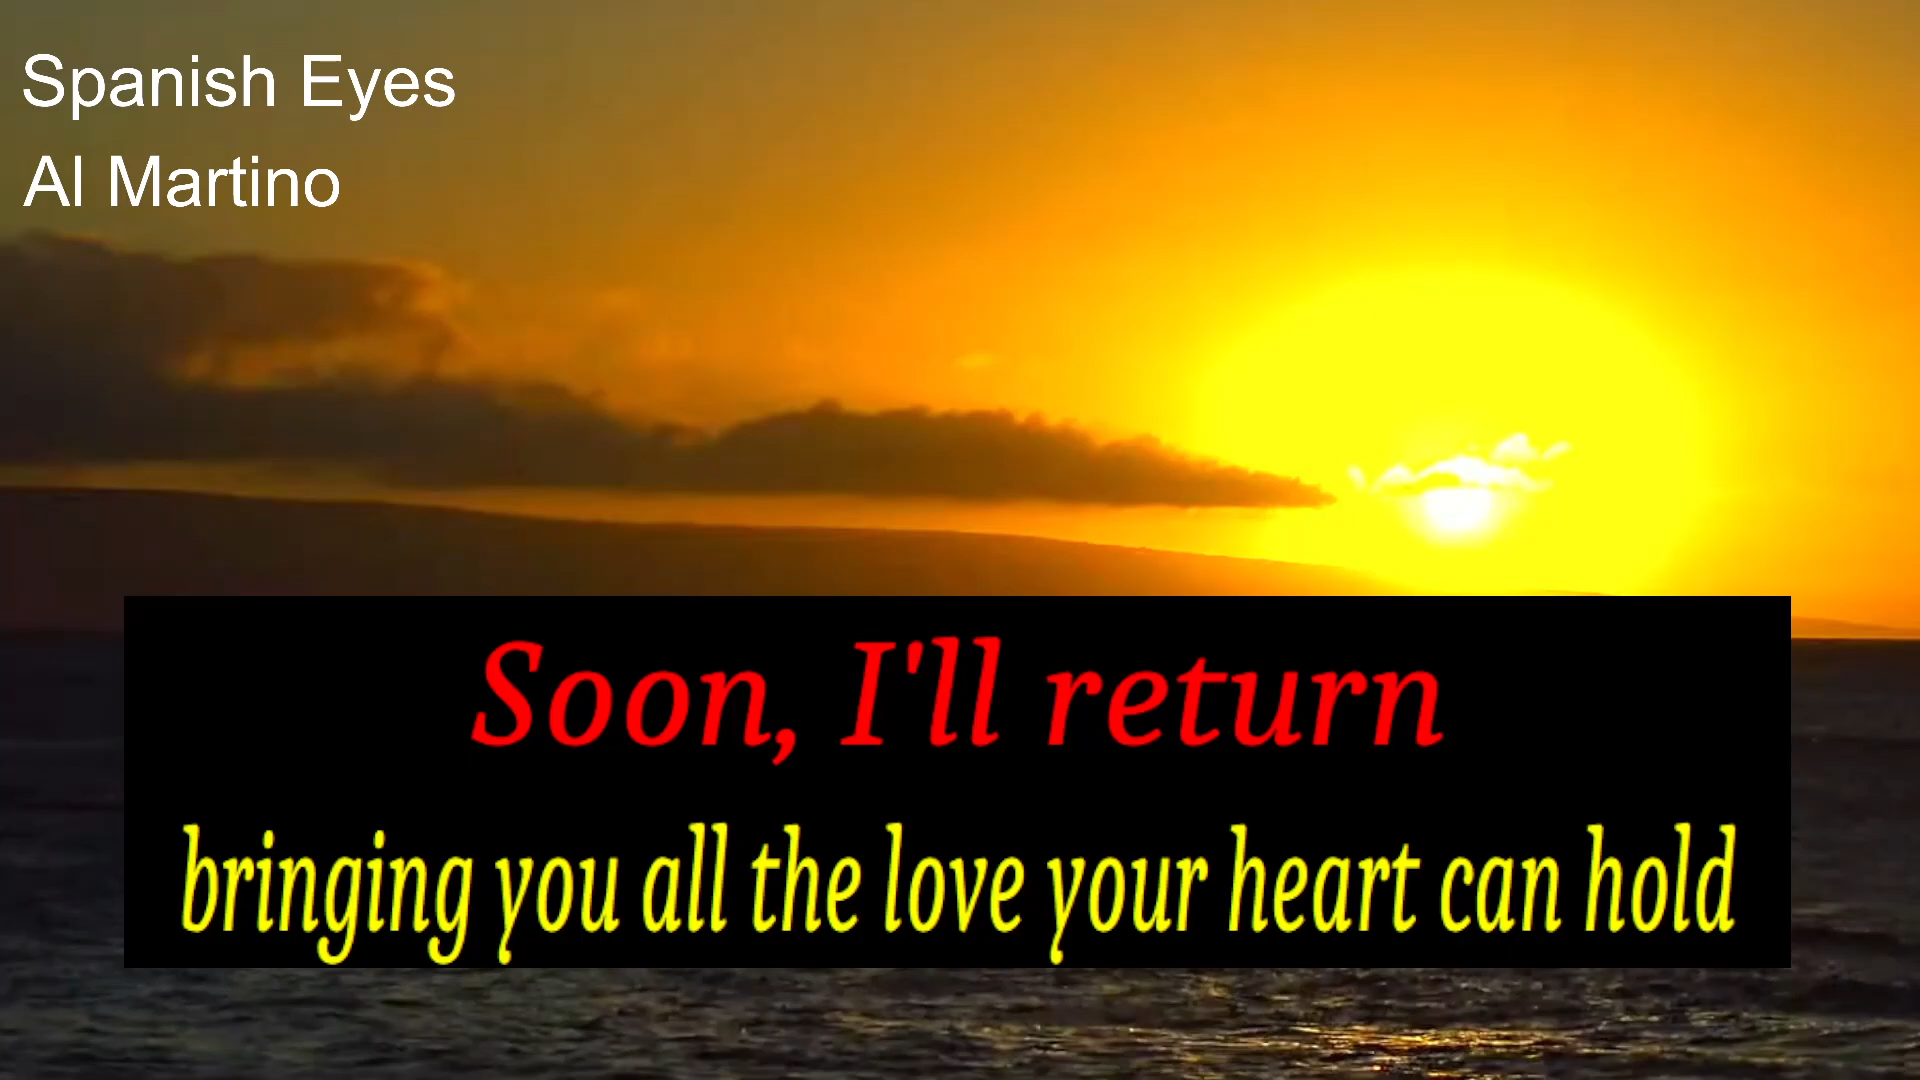 Spanish Eyes
Al Martino
Soon, I'll return
bringing you all the love your heart can hold